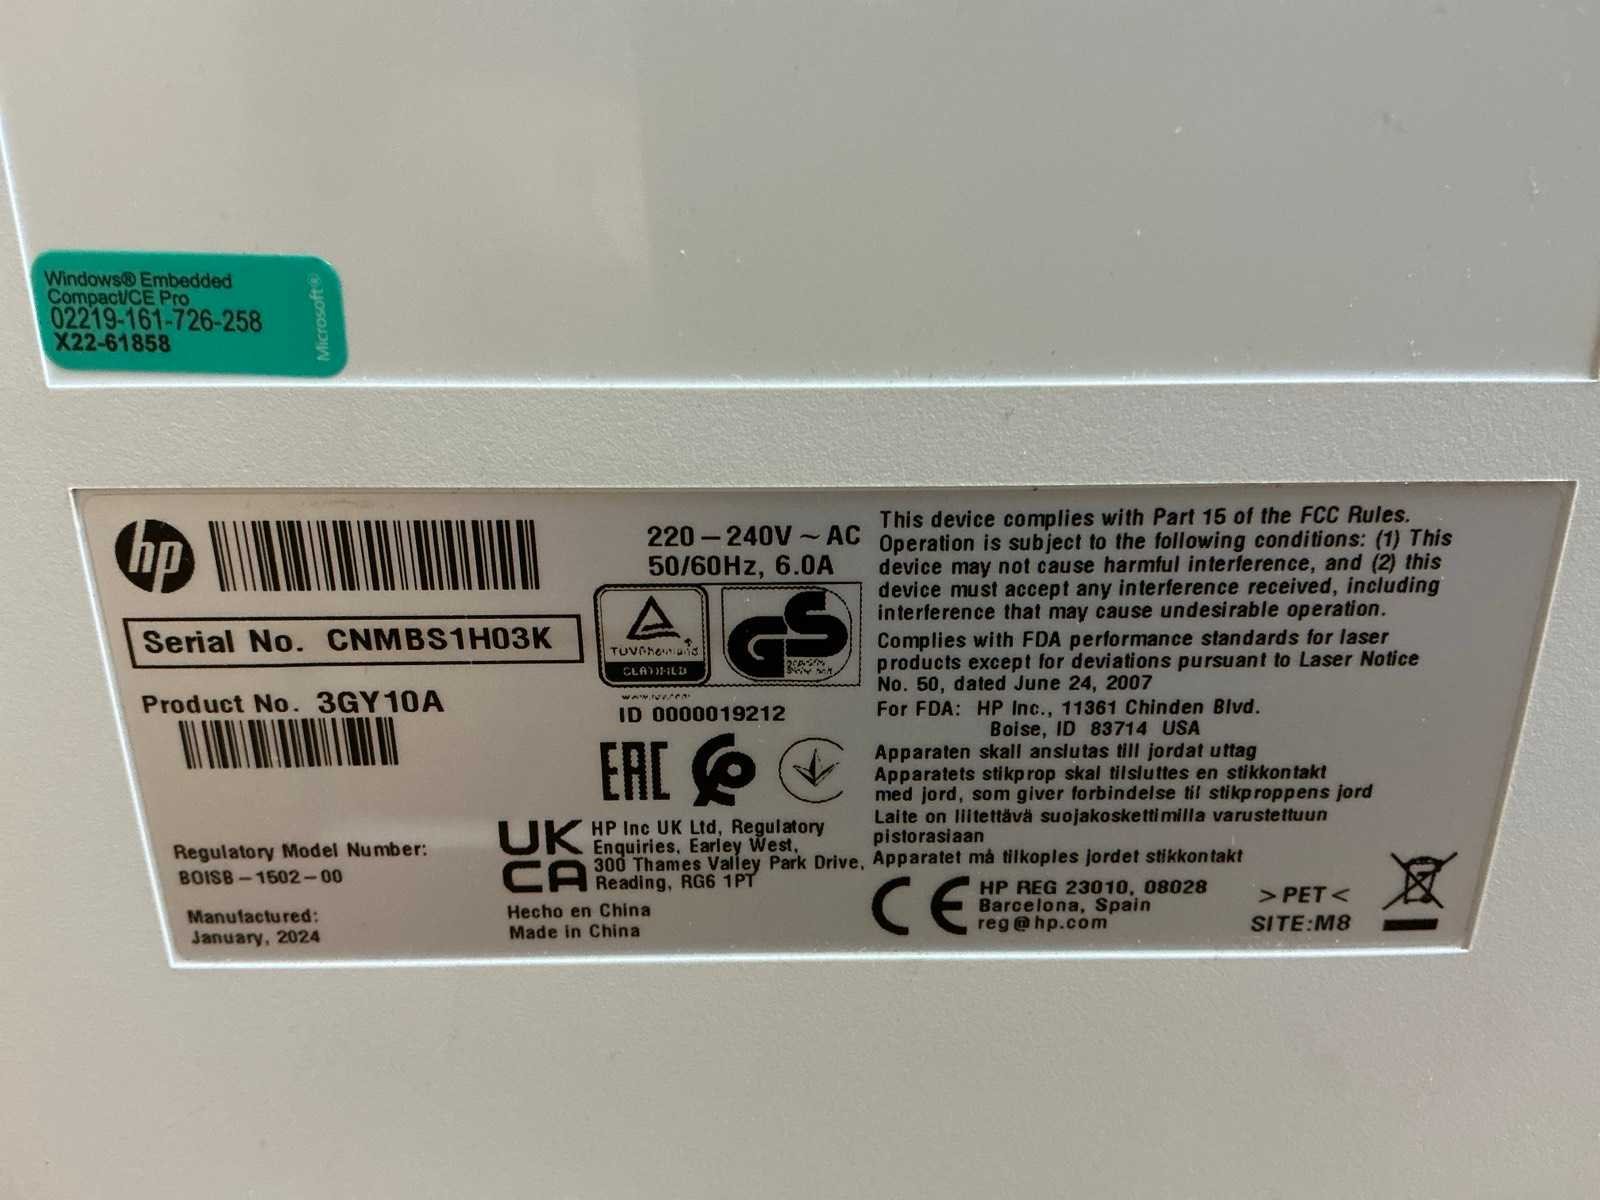 Windows® Embedded
Compact/CE Pro
02219-161-726-258
X22-61858
Microsoft®
hp
Serial No. CNMBS1H03K
Product No. 3GY10A
Regulatory Model Number:
BOISB-1502-00
Manufactured:
January, 2024
220-240V ~ AC
50/60Hz, 6.0A
TÜVRheinland
CERTIFIED
GS
www.tuv.com
ID 0000019212
EAC
UK
CA
HP Inc UK Ltd, Regulatory
Enquiries, Earley West,
300 Thames Valley Park Drive,
Reading, RG6 1PT
Hecho en China
Made in China
This device complies with Part 15 of the FCC Rules.
Operation is subject to the following conditions: (1) This
device may not cause harmful interference, and (2) this
device must accept any interference received, including
interference that may cause undesirable operation.
Complies with FDA performance standards for laser
products except for deviations pursuant to Laser Notice
No. 50, dated June 24, 2007
For FDA: HP Inc., 11361 Chinden Blvd.
Boise, ID 83714 USA
Apparaten skall anslutas till jordat uttag
Apparatets stikprop skal tilsluttes en stikkontakt
med jord, som giver forbindelse til stikproppens jord
Laite on liitettävä suojakoskettimilla varustettuun
pistorasiaan
Apparatet må tilkoples jordet stikkontakt
CE
HP REG 23010, 08028
Barcelona, Spain
reg@hp.com
>PET<
SITE:M8